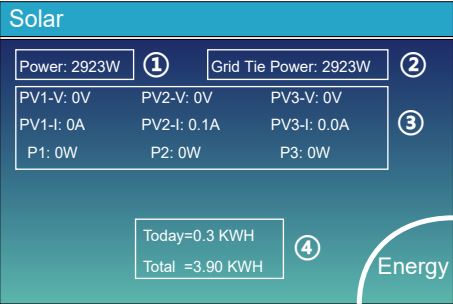 Solar
Power: 2923W ① Grid Tie Power: 2923W ②
PV1-V: 0V PV2-V: 0V PV3-V: 0V
PV1-I: 0A PV2-I: 0.1A PV3-I: 0.0A ③
P1: 0W P2: 0W P3: 0W
Today=0.3 KWH
④
Total =3.90 KWH
Energy